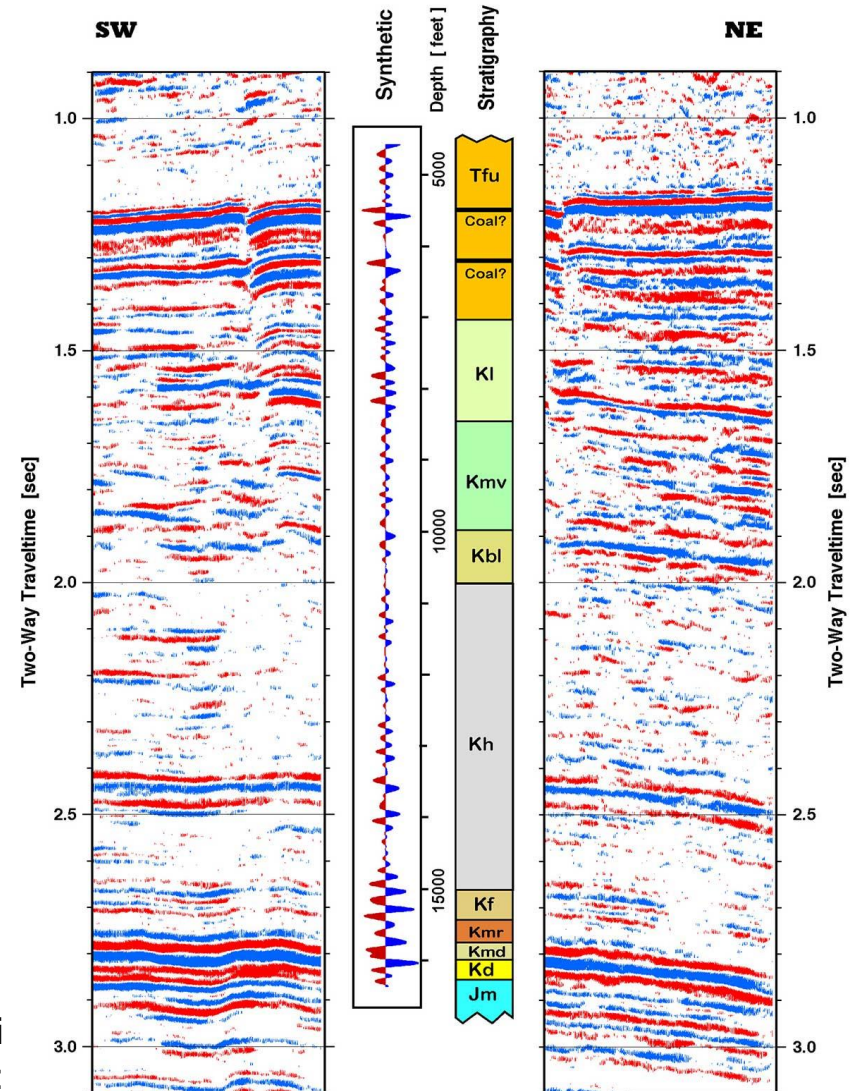 SW
Synthetic
Depth [ feet ]
Stratigraphy
NE
1.0
1.5
2.0
2.5
3.0
Two-Way Traveltime [sec]
5000
10000
15000
Tfu
Coal?
Coal?
Kl
Kmv
Kbl
Kh
Kf
Kmr
Kmd
Kd
Jm
1.0
1.5
2.0
2.5
3.0
Two-Way Traveltime [sec]